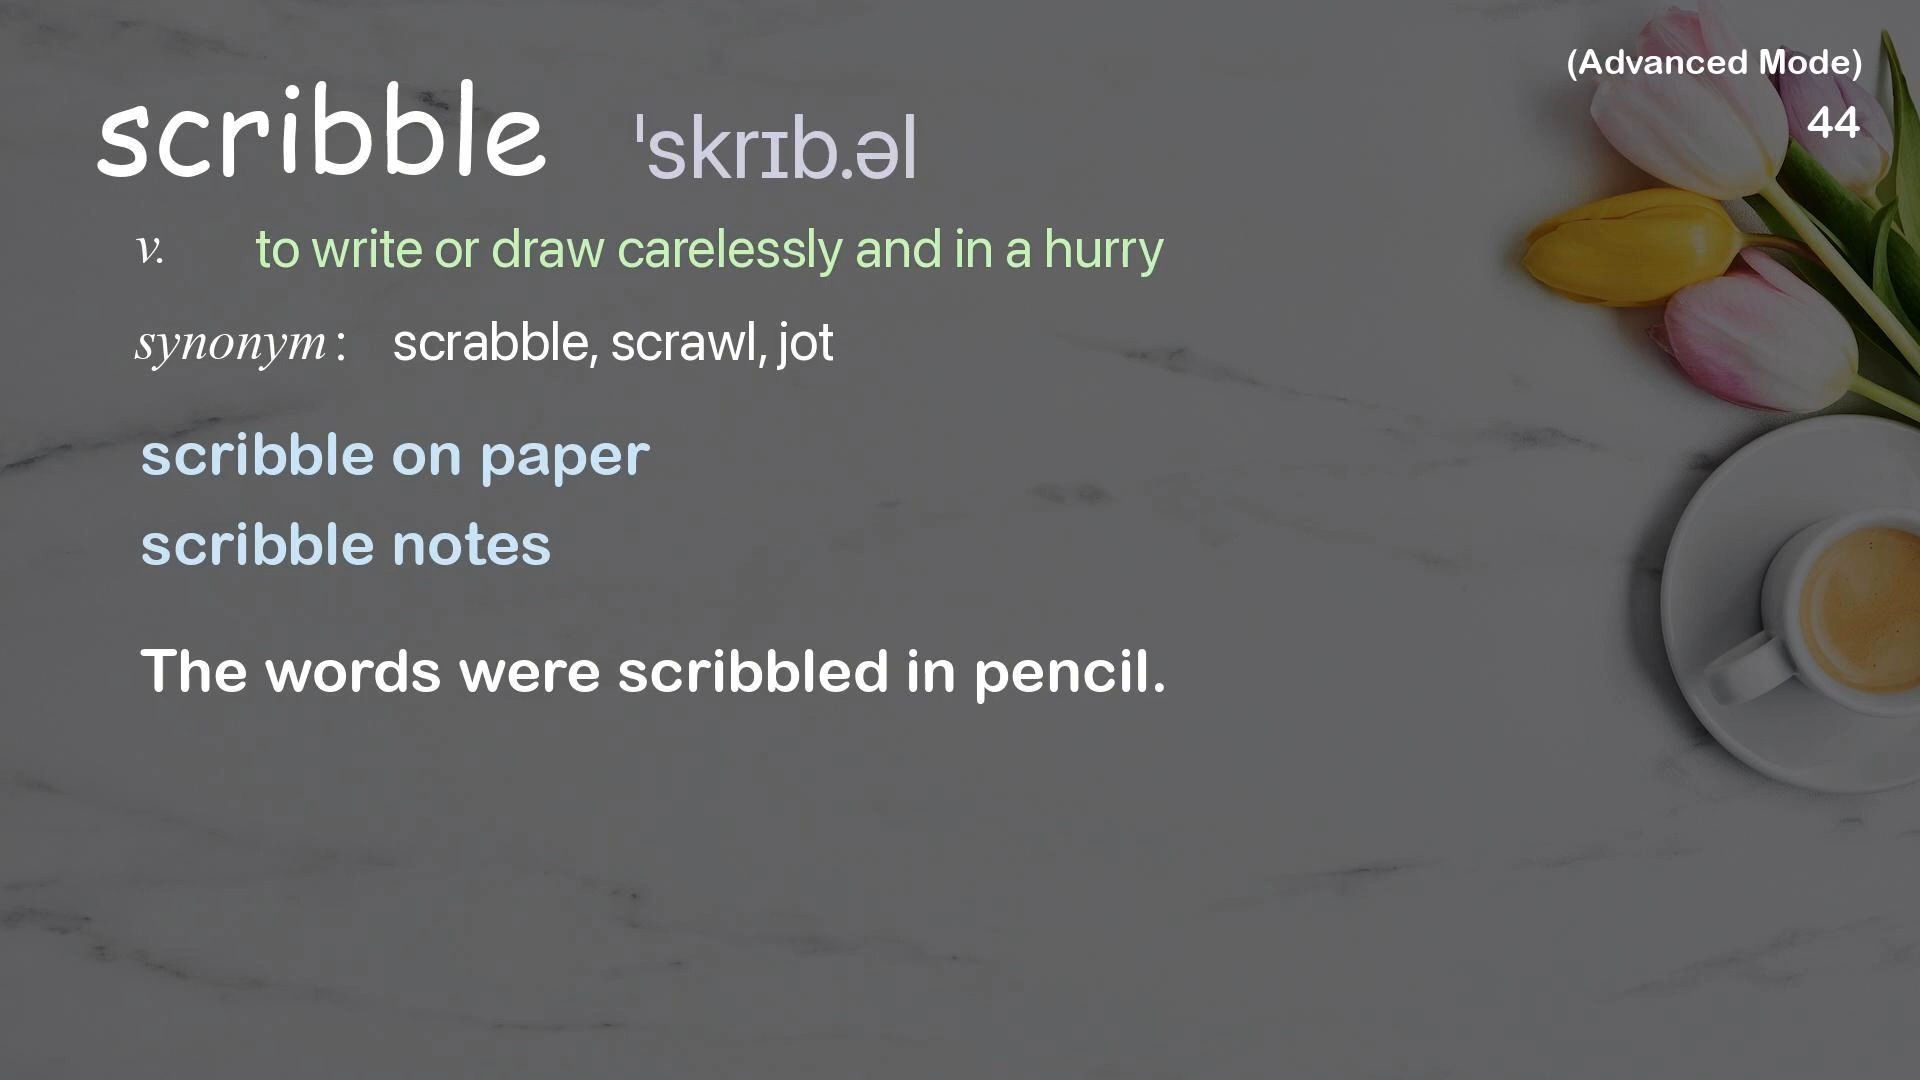 (Advanced Mode)
44
scribble ˈskrɪb.əl
v. to write or draw carelessly and in a hurry
synonym: scrabble, scrawl, jot
scribble on paper
scribble notes
The words were scribbled in pencil.